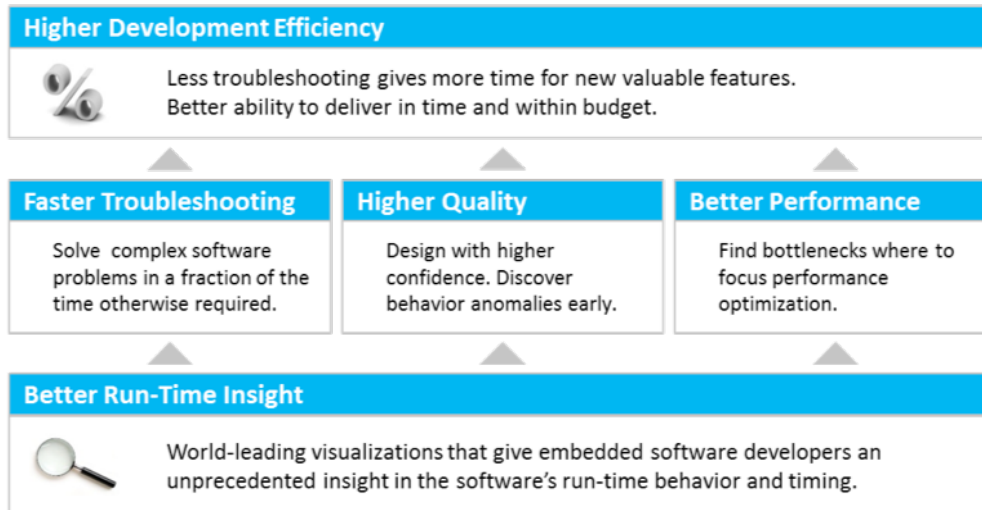 Higher Development Efficiency
Less troubleshooting gives more time for new valuable features.
Better ability to deliver in time and within budget.
Faster Troubleshooting
Solve complex software
problems in a fraction of the
time otherwise required.
Higher Quality
Design with higher
confidence. Discover
behavior anomalies early.
Better Performance
Find bottlenecks where to
focus performance
optimization.
Better Run-Time Insight
World-leading visualizations that give embedded software developers an
unprecedented insight in the software's run-time behavior and timing.